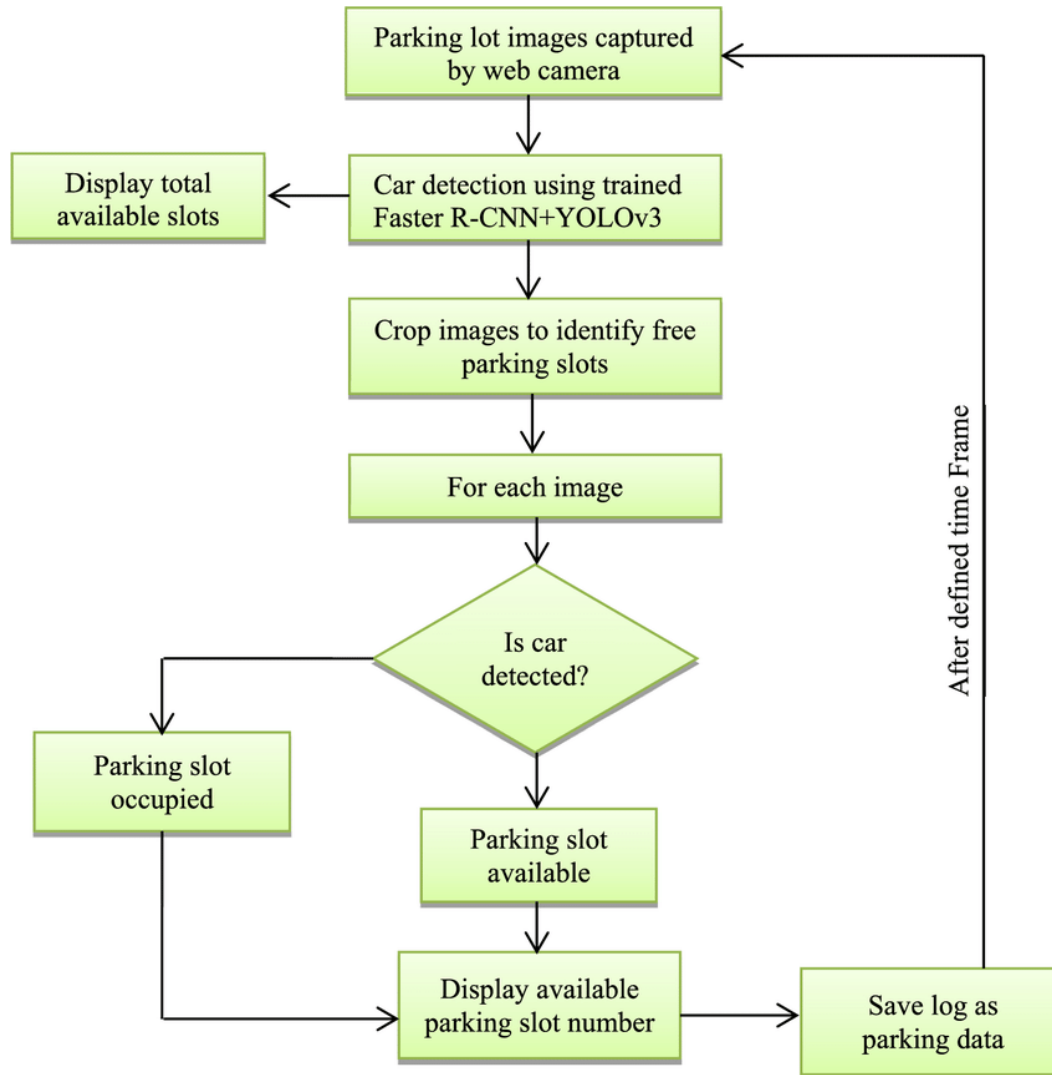 Parking lot images captured
by web camera
Display total
available slots
Car detection using trained
Faster R-CNN+YOLOv3
Crop images to identify free
parking slots
For each image
Is car
detected?
Parking slot
occupied
Parking slot
available
Display available
parking slot number
Save log as
parking data
After defined time Frame